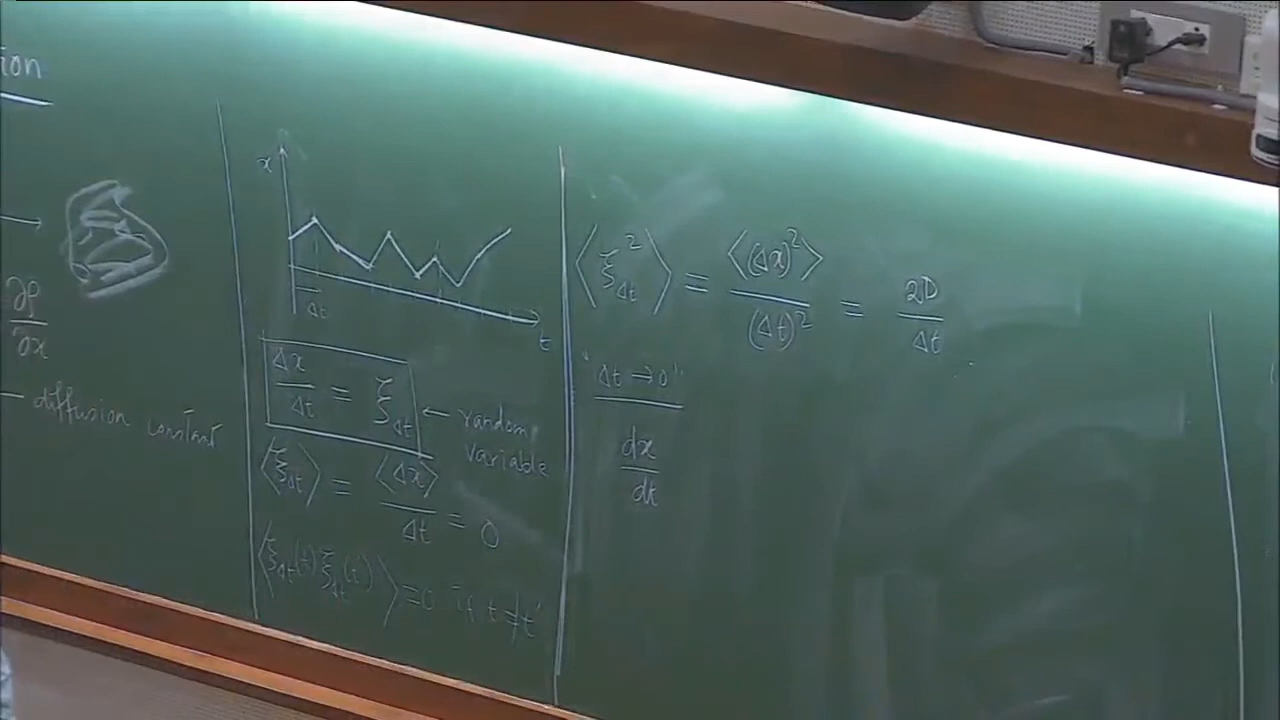 ion
∂ρ
∂x
— diffusion constant
x
Δt
t
Δx/Δt = ξ_Δt ← random variable
⟨ξ_Δt⟩ = ⟨Δx⟩/Δt = 0
⟨ξ_Δt(t) ξ_Δt(t')⟩ = 0 if t ≠ t'
⟨ξ²_Δt⟩ = ⟨(Δx)²⟩/(Δt)² = 2D/Δt
"Δt → 0"
dx/dt